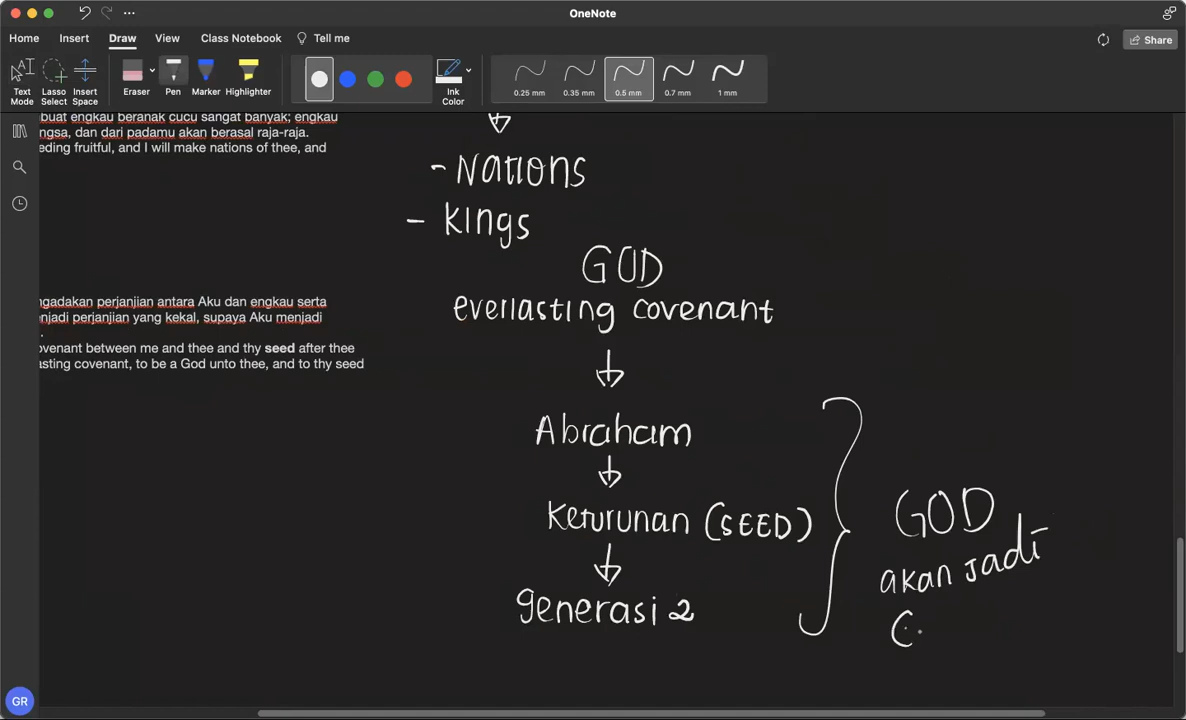 OneNote
Home Insert Draw View Class Notebook Tell me
Share
Text Mode
Lasso Select
Insert Space
Eraser
Pen
Marker
Highlighter
Ink Color
0.25 mm
0.35 mm
0.5 mm
0.7 mm
1 mm
buat engkau beranak cucu sangat banyak; engkau
ngsa, dan dari padamu akan berasal raja-raja.
eding fruitful, and I will make nations of thee, and
- Nations
- Kings
GOD
everlasting covenant
ngadakan perjanjian antara Aku dan engkau serta
enjadi perjanjian yang kekal, supaya Aku menjadi
ovenant between me and thee and thy seed after thee
asting covenant, to be a God unto thee, and to thy seed
Abraham
Keturunan (SEED)
generasi 2
GOD
akan jadi
GR